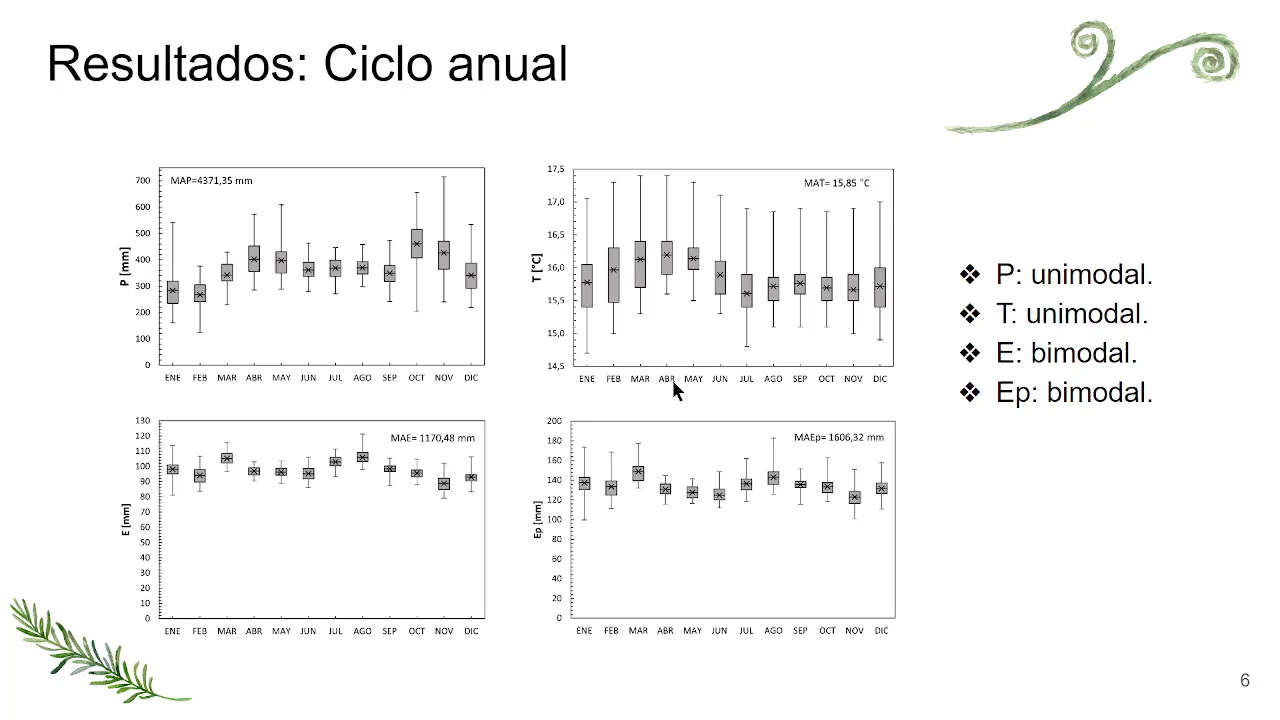 Resultados: Ciclo anual
MAP=4371,35 mm
P [mm]
700
600
500
400
300
200
100
0
ENE FEB MAR ABR MAY JUN JUL AGO SEP OCT NOV DIC
MAT= 15,85 ˚C
T [°C]
17,5
17,0
16,5
16,0
15,5
15,0
14,5
ENE FEB MAR ABR MAY JUN JUL AGO SEP OCT NOV DIC
MAE= 1170,48 mm
E [mm]
130
120
110
100
90
80
70
60
50
40
30
20
10
0
ENE FEB MAR ABR MAY JUN JUL AGO SEP OCT NOV DIC
MAEp= 1606,32 mm
Ep [mm]
200
180
160
140
120
100
80
60
40
20
0
ENE FEB MAR ABR MAY JUN JUL AGO SEP OCT NOV DIC
❖ P: unimodal.
❖ T: unimodal.
❖ E: bimodal.
❖ Ep: bimodal.
6